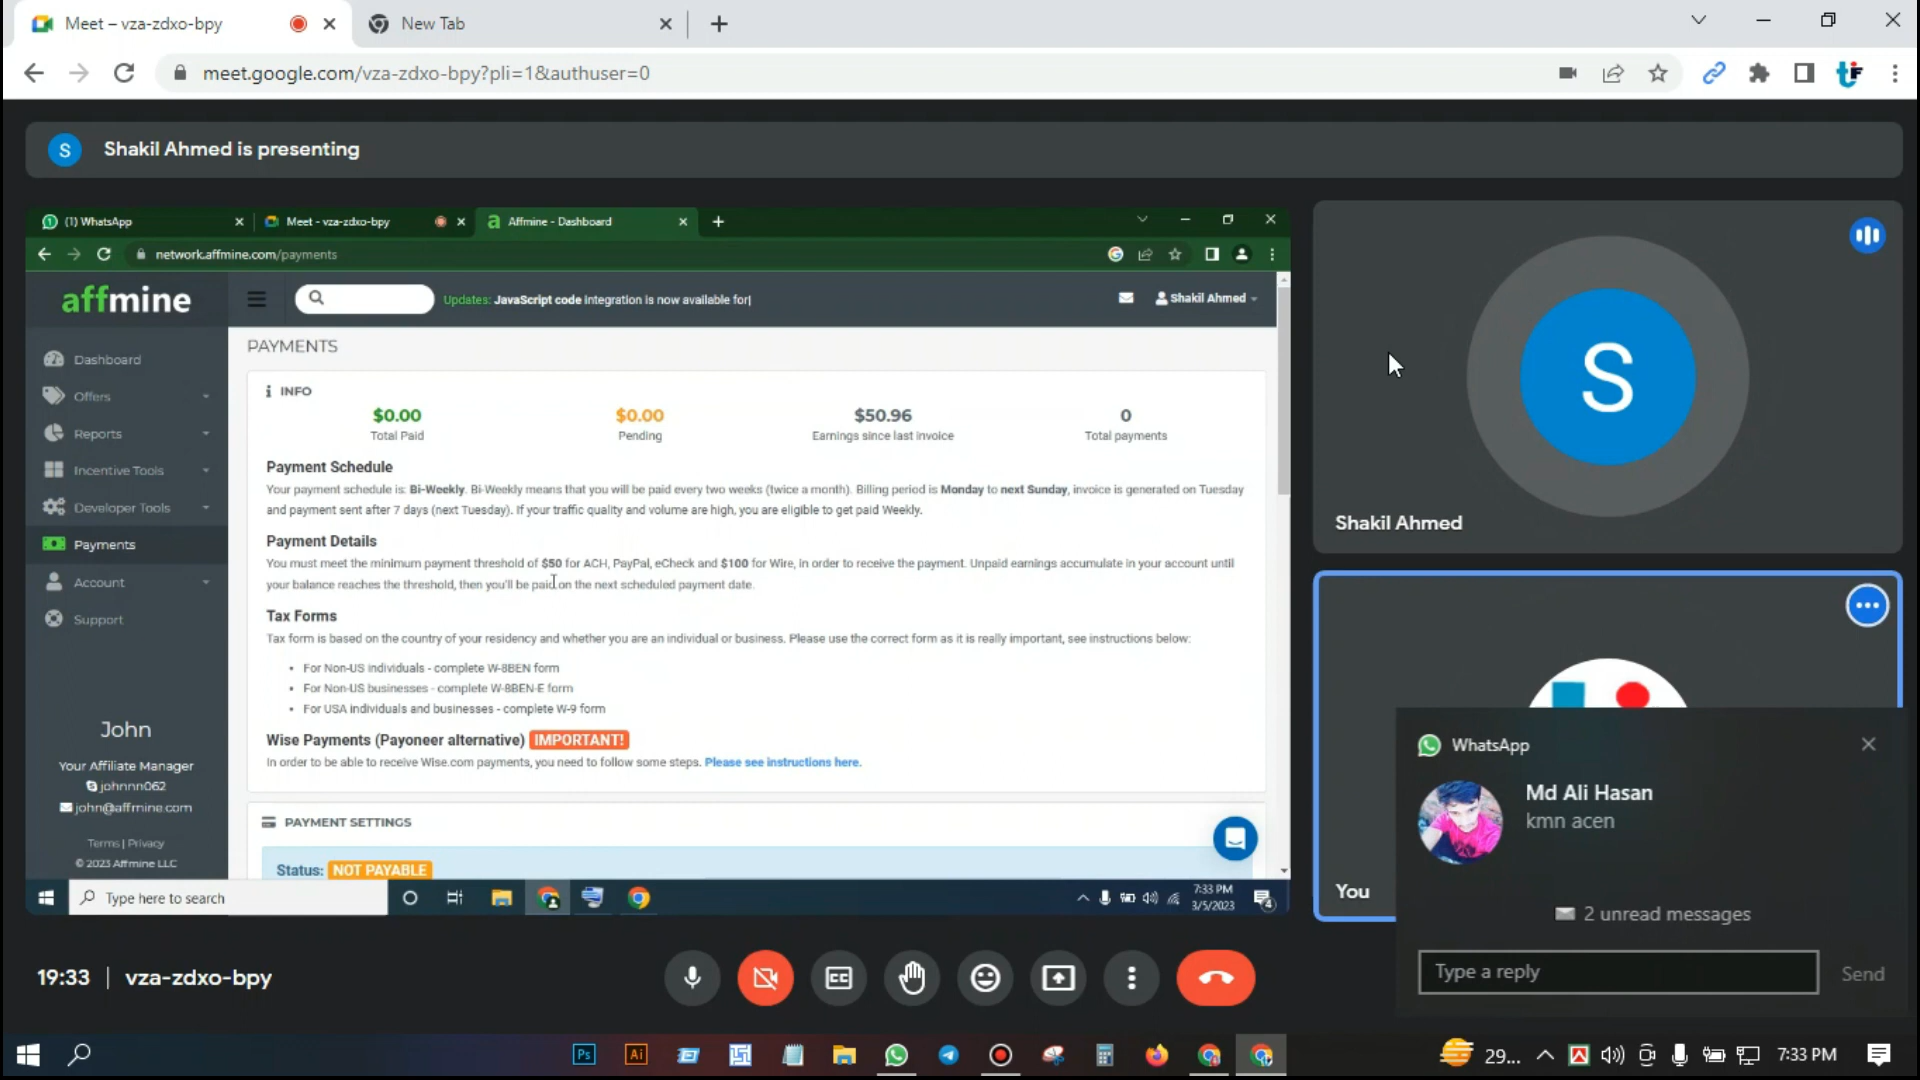 Meet – vza-zdxo-bpy
New Tab
meet.google.com/vza-zdxo-bpy?pli=1&authuser=0
S
Shakil Ahmed is presenting
(1) WhatsApp
Meet - vza-zdxo-bpy
Affmine - Dashboard
network.affmine.com/payments
affmine
Updates: JavaScript code integration is now available for|
Shakil Ahmed
Dashboard
Offers
Reports
Incentive Tools
Developer Tools
Payments
Account
Support
John
Your Affiliate Manager
johnnn062
john@affmine.com
Terms | Privacy
© 2023 Affmine LLC
PAYMENTS
INFO
$0.00
Total Paid
$0.00
Pending
$50.96
Earnings since last invoice
0
Total payments
Payment Schedule
Your payment schedule is: Bi-Weekly. Bi-Weekly means that you will be paid every two weeks (twice a month). Billing period is Monday to next Sunday, invoice is generated on Tuesday
and payment sent after 7 days (next Tuesday). If your traffic quality and volume are high, you are eligible to get paid Weekly.
Payment Details
You must meet the minimum payment threshold of $50 for ACH, PayPal, eCheck and $100 for Wire, in order to receive the payment. Unpaid earnings accumulate in your account until
your balance reaches the threshold, then you'll be paid on the next scheduled payment date.
Tax Forms
Tax form is based on the country of your residency and whether you are an individual or business. Please use the correct form as it is really important, see instructions below:
• For Non-US individuals - complete W-8BEN form
• For Non-US businesses - complete W-8BEN-E form
• For USA individuals and businesses - complete W-9 form
Wise Payments (Payoneer alternative) IMPORTANT!
In order to be able to receive Wise.com payments, you need to follow some steps. Please see instructions here.
PAYMENT SETTINGS
Status: NOT PAYABLE
Type here to search
7:33 PM
3/5/2023
4
S
Shakil Ahmed
You
WhatsApp
Md Ali Hasan
kmn acen
2 unread messages
Type a reply
Send
19:33 | vza-zdxo-bpy
CC
Ps
Ai
29...
7:33 PM